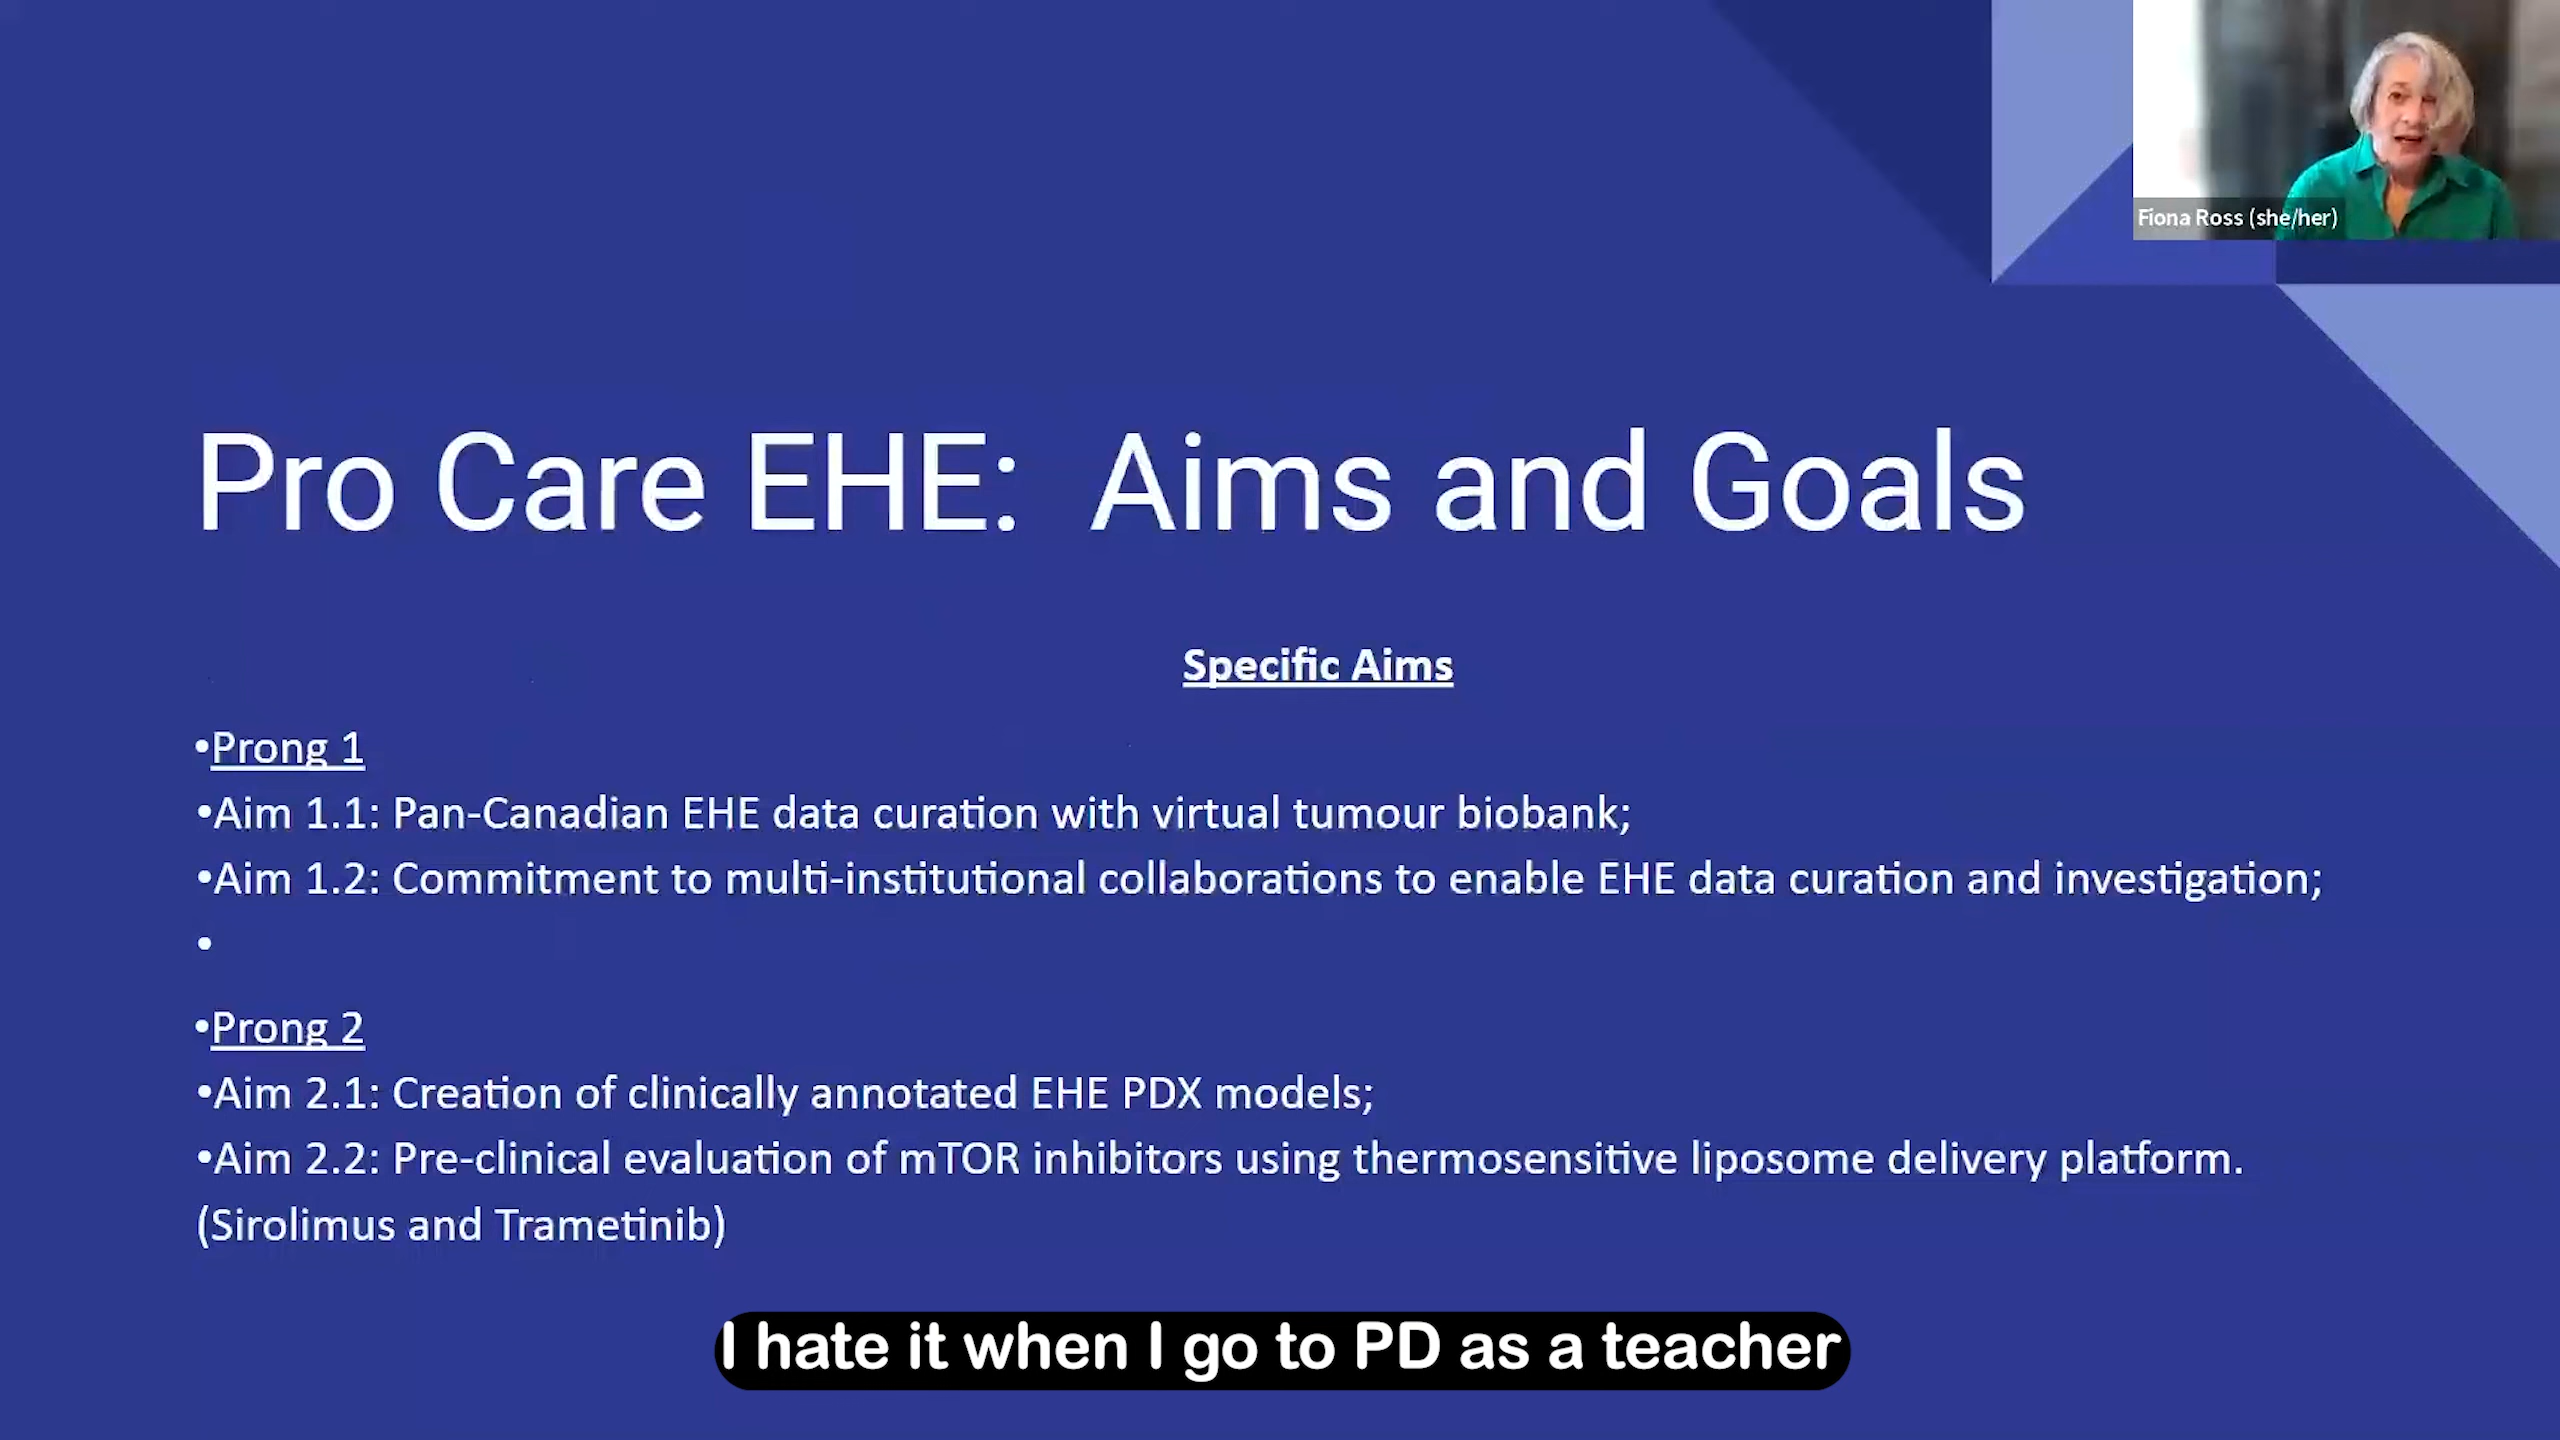 Fiona Ross (she/her)
Pro Care EHE: Aims and Goals
Specific Aims
•Prong 1
•Aim 1.1: Pan-Canadian EHE data curation with virtual tumour biobank;
•Aim 1.2: Commitment to multi-institutional collaborations to enable EHE data curation and investigation;
•
•Prong 2
•Aim 2.1: Creation of clinically annotated EHE PDX models;
•Aim 2.2: Pre-clinical evaluation of mTOR inhibitors using thermosensitive liposome delivery platform.
(Sirolimus and Trametinib)
I hate it when I go to PD as a teacher